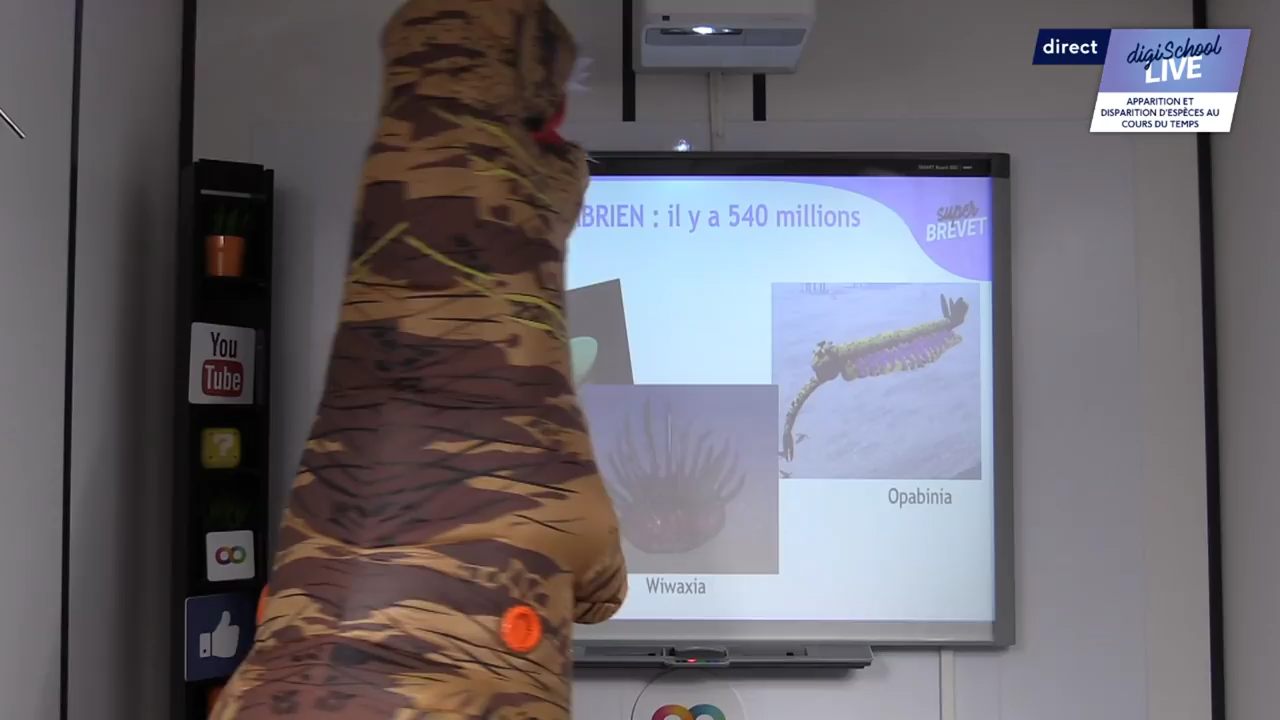 direct
digiSchool
LIVE
APPARITION ET
DISPARITION D'ESPÈCES AU
COURS DU TEMPS
BRIEN : il y a 540 millions
super
BREVET
You
Tube
?
Opabinia
Wiwaxia